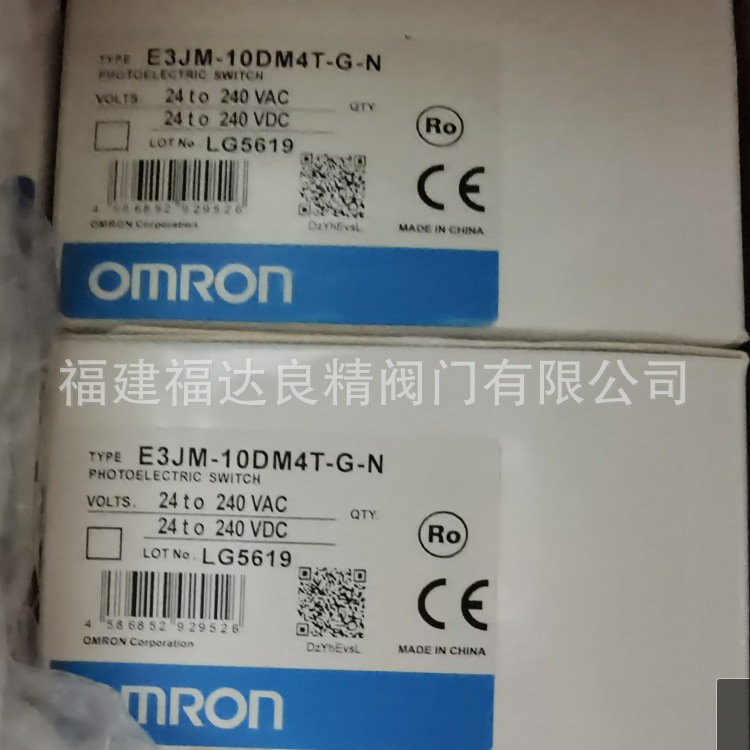 TYPE E3JM-10DM4T-G-N
PHOTOELECTRIC SWITCH
VOLTS. 24 to 240 VAC
24 to 240 VDC
QTY.
LOT No. LG5619
Ro
CE
4 586852 929526
DzYhEvsL
OMRON Corporation
MADE IN CHINA
OMRON
福建福达良精阀门有限公司
TYPE E3JM-10DM4T-G-N
PHOTOELECTRIC SWITCH
VOLTS. 24 to 240 VAC
24 to 240 VDC
QTY.
LOT No. LG5619
Ro
CE
4 586852 929526
DzYhEvsL
OMRON Corporation
MADE IN CHINA
OMRON